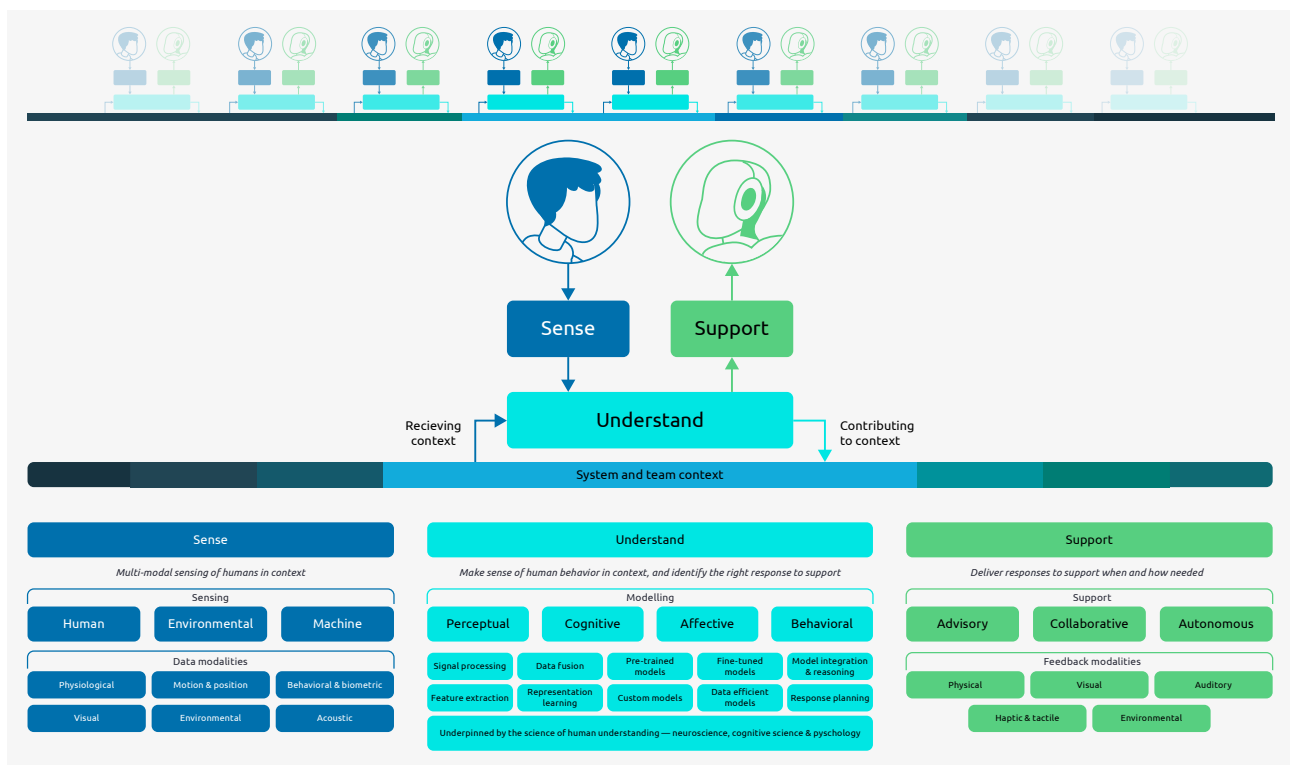 Sense
Support
Understand
Recieving
context
Contributing
to context
System and team context
Sense
Understand
Support
Multi-modal sensing of humans in context
Make sense of human behavior in context, and identify the right response to support
Deliver responses to support when and how needed
Sensing
Modelling
Support
Human
Environmental
Machine
Perceptual
Cognitive
Affective
Behavioral
Advisory
Collaborative
Autonomous
Data modalities
Feedback modalities
Physiological
Motion & position
Behavioral & biometric
Signal processing
Data fusion
Pre-trained
models
Fine-tuned
models
Model integration
& reasoning
Physical
Visual
Auditory
Visual
Environmental
Acoustic
Feature extraction
Representation
learning
Custom models
Data efficient
models
Response planning
Haptic & tactile
Environmental
Underpinned by the science of human understanding — neuroscience, cognitive science & pyschology